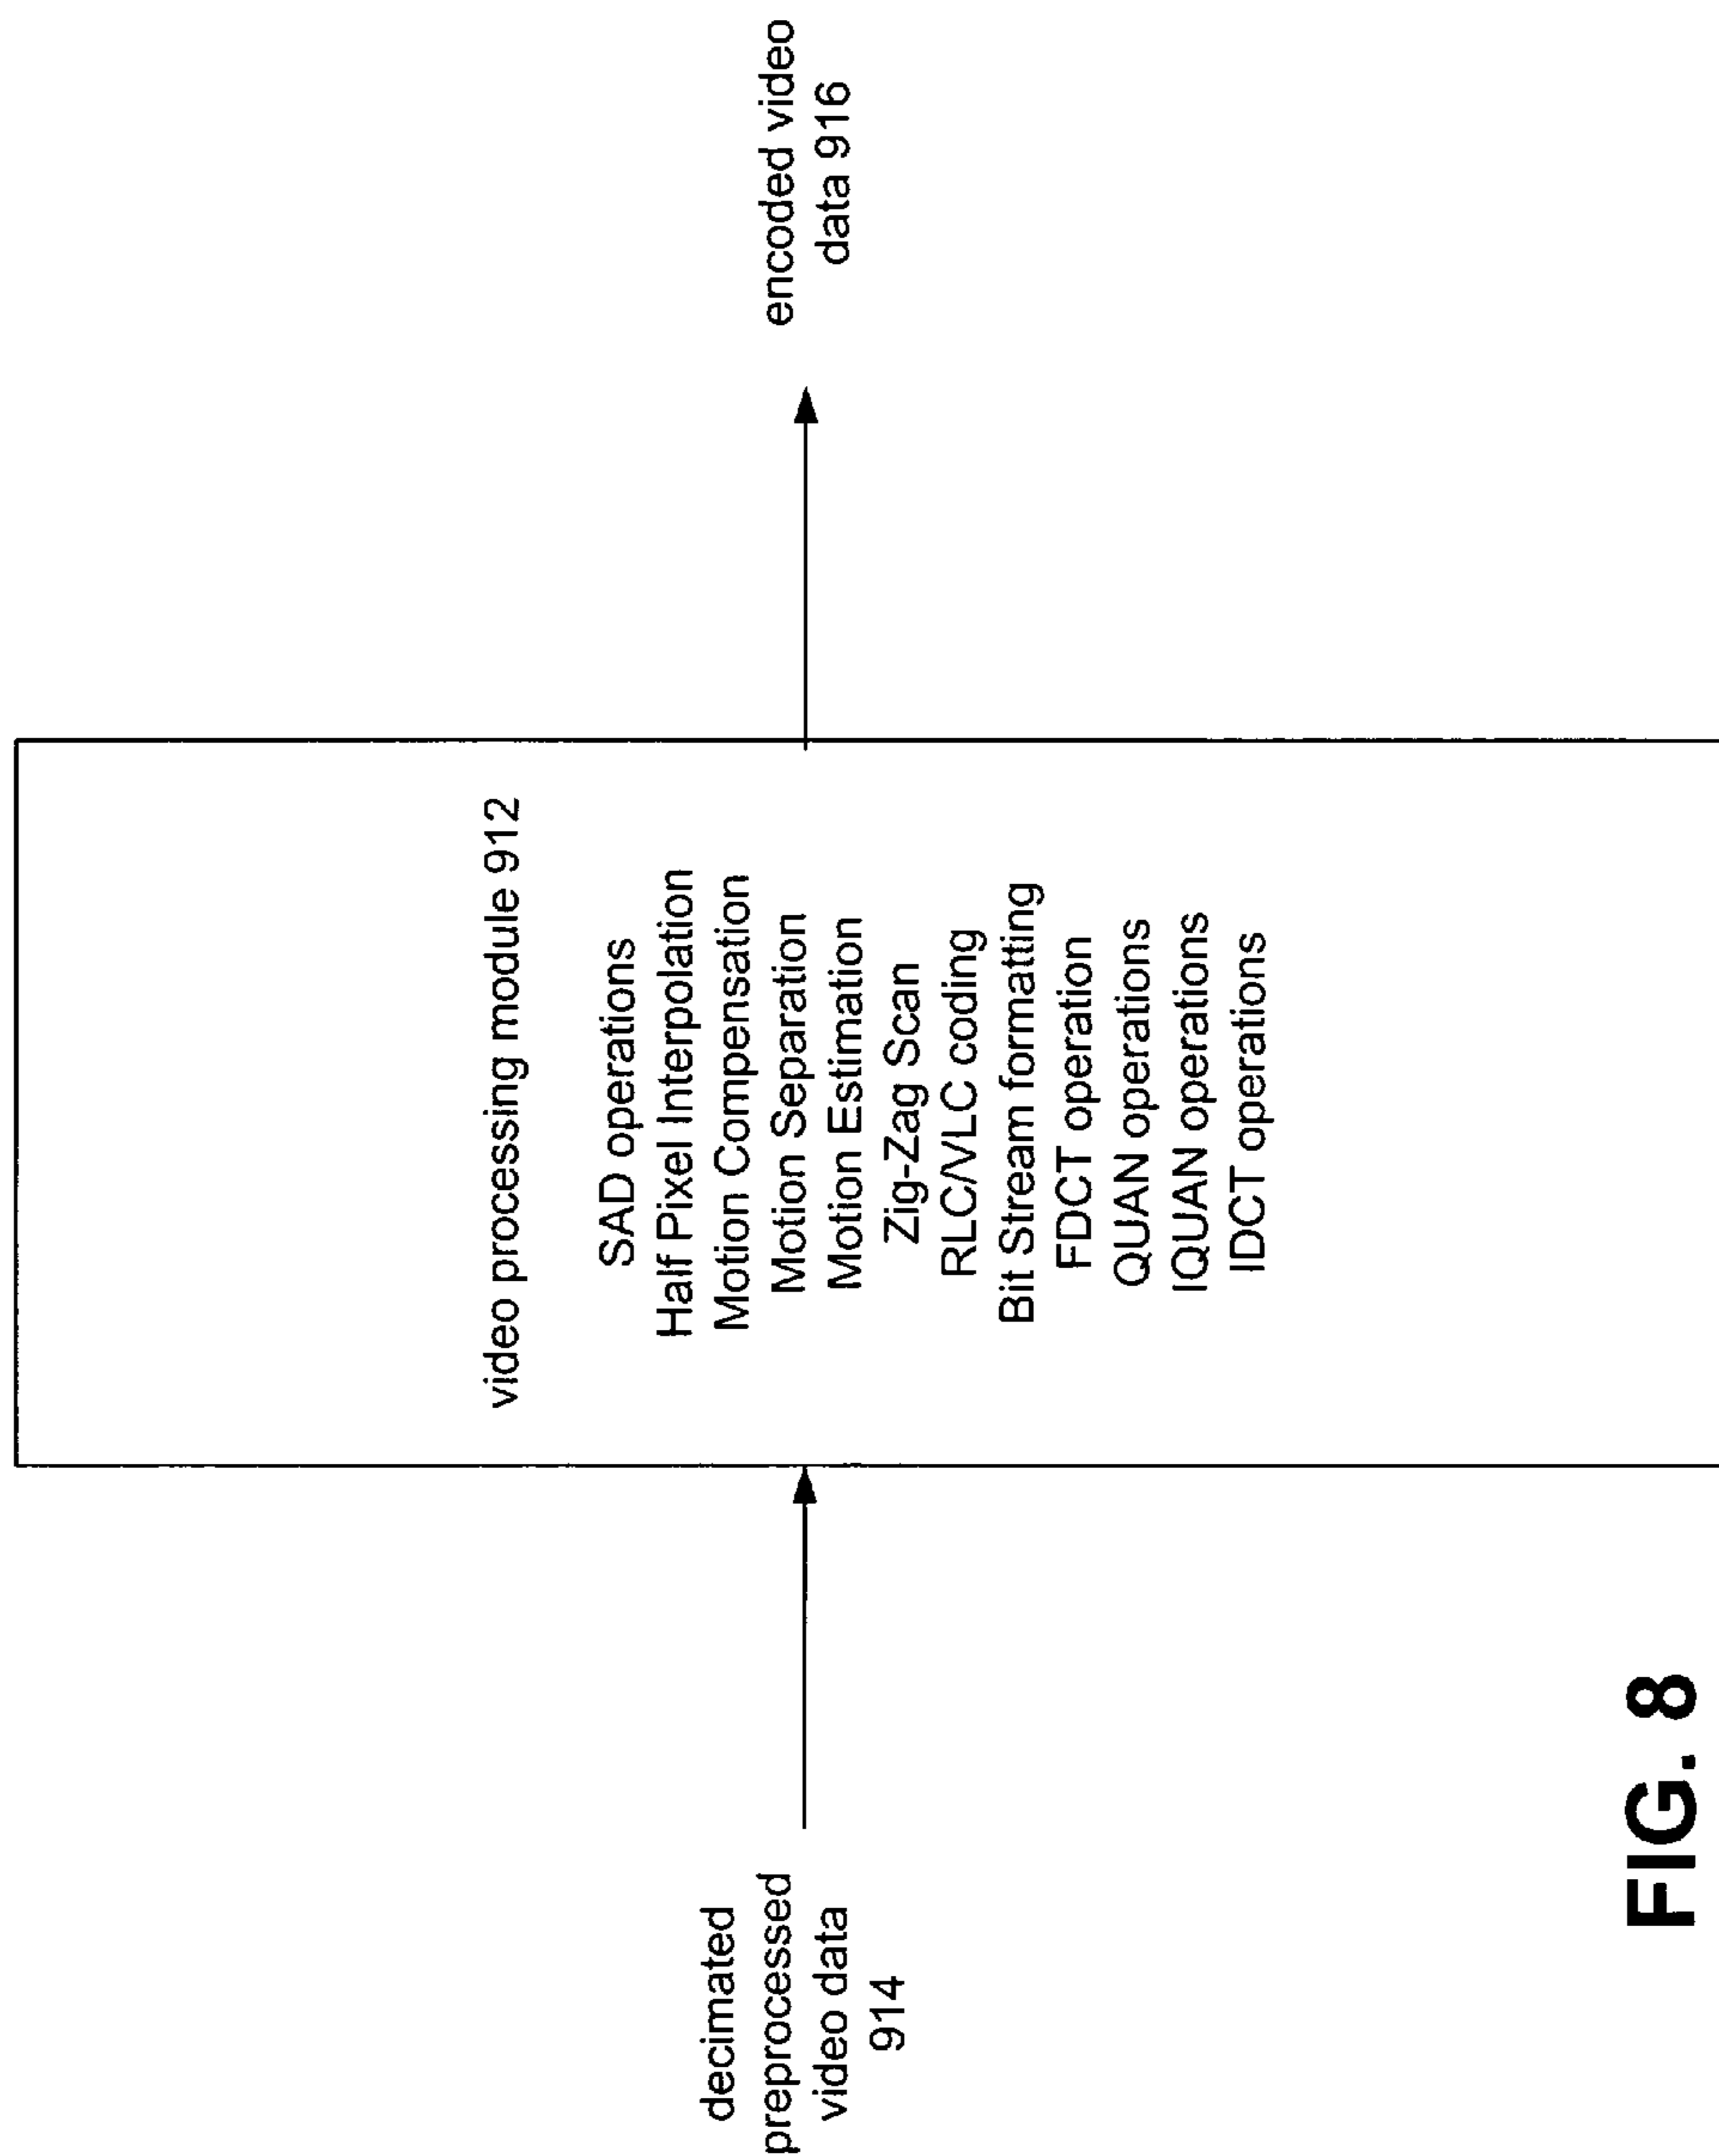 decimated
preprocessed
video data
914
video processing module 912
SAD operations
Half Pixel Interpolation
Motion Compensation
Motion Separation
Motion Estimation
Zig-Zag Scan
RLC/VLC coding
Bit Stream formatting
FDCT operation
QUAN operations
IQUAN operations
IDCT operations
encoded video
data 916
FIG. 8